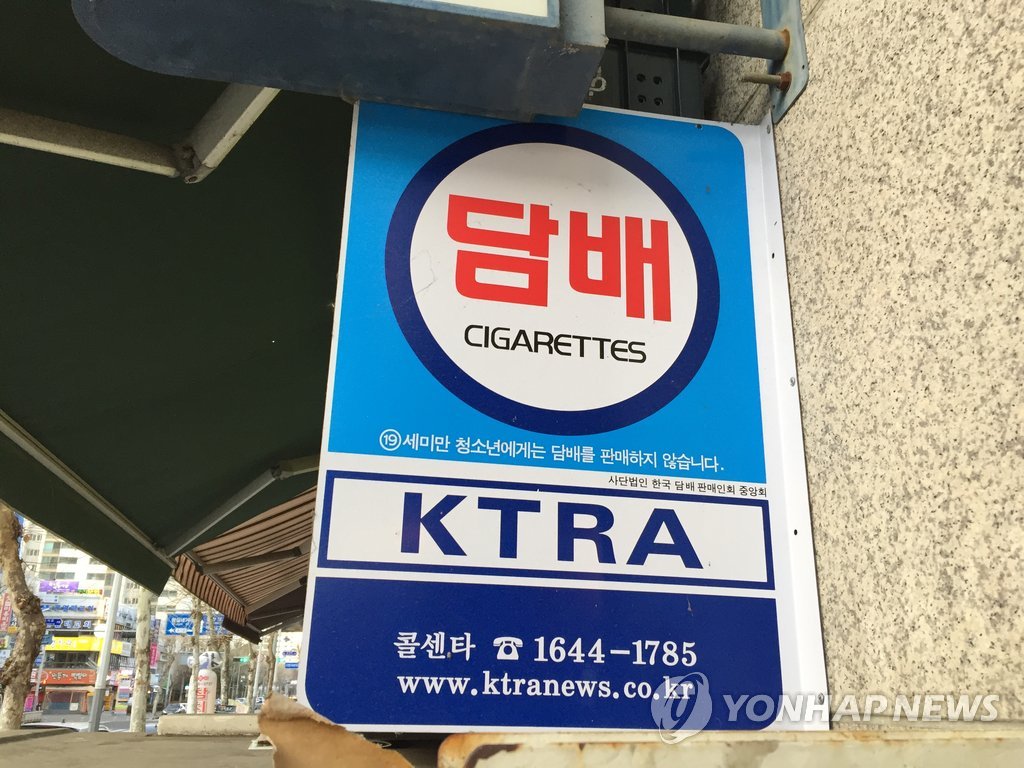 담배
CIGARETTES
⑲세미만 청소년에게는 담배를 판매하지 않습니다.
사단법인 한국 담배 판매인회 중앙회
KTRA
콜센타 ☎ 1644-1785
www.ktranews.co.kr
YONHAP NEWS